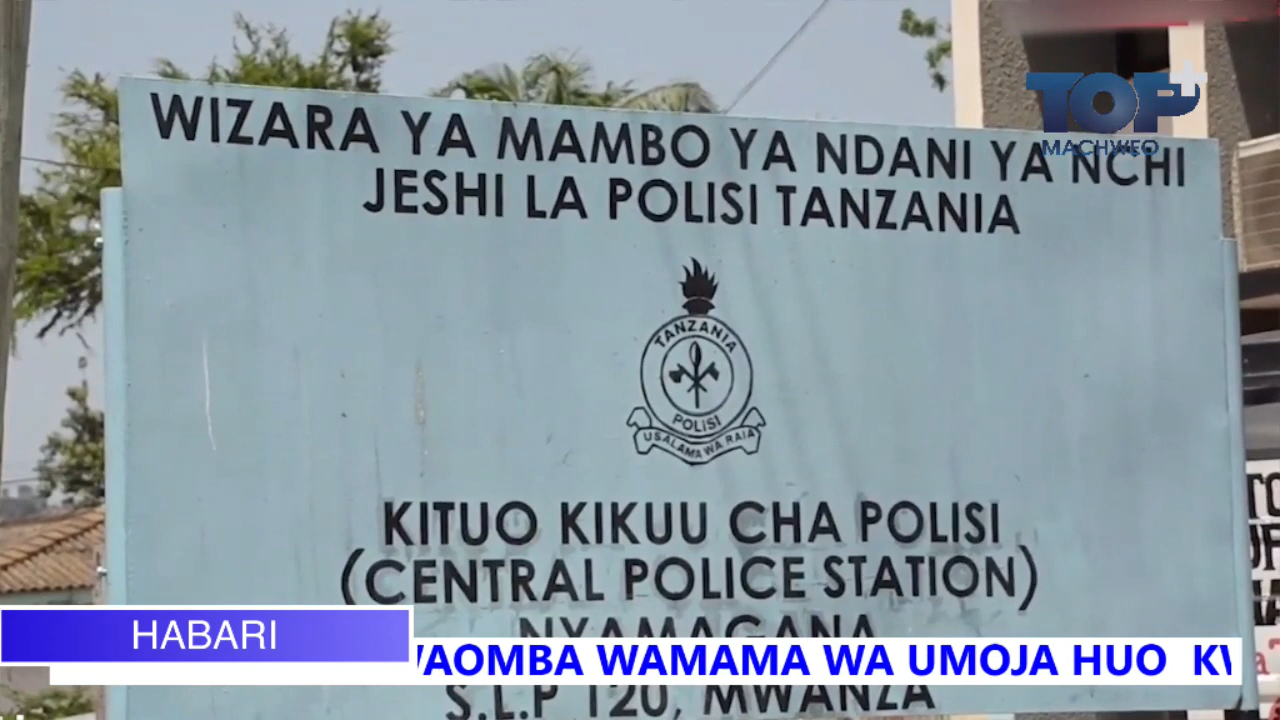 WIZARA YA MAMBO YA NDANI YA NCHI
JESHI LA POLISI TANZANIA
TOP
MACHWEO
TANZANIA
POLISI
USALAMA WA RAIA
KITUO KIKUU CHA POLISI
(CENTRAL POLICE STATION)
NYAMAGANA
S.L.P 120, MWANZA
HABARI
WAOMBA WAMAMA WA UMOJA HUO